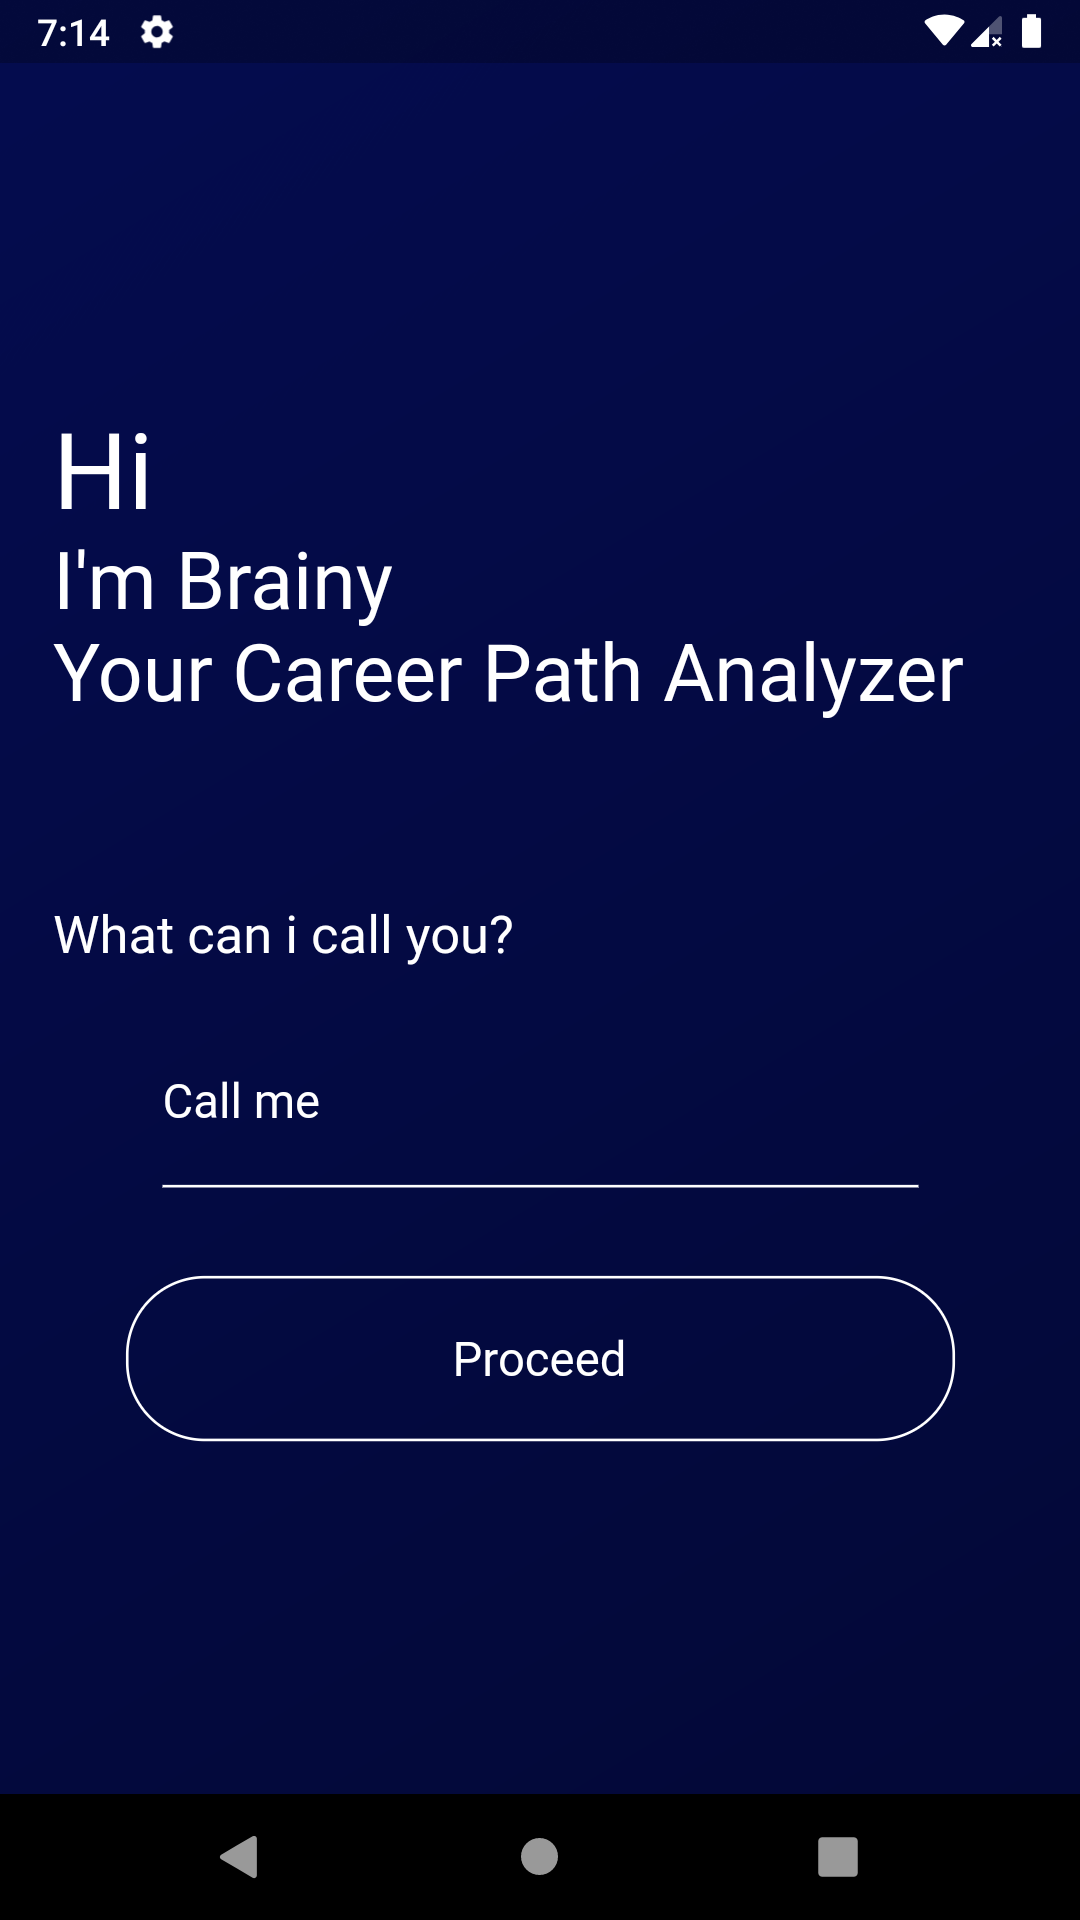 7:14
Hi
I'm Brainy
Your Career Path Analyzer
What can i call you?
Call me
Proceed